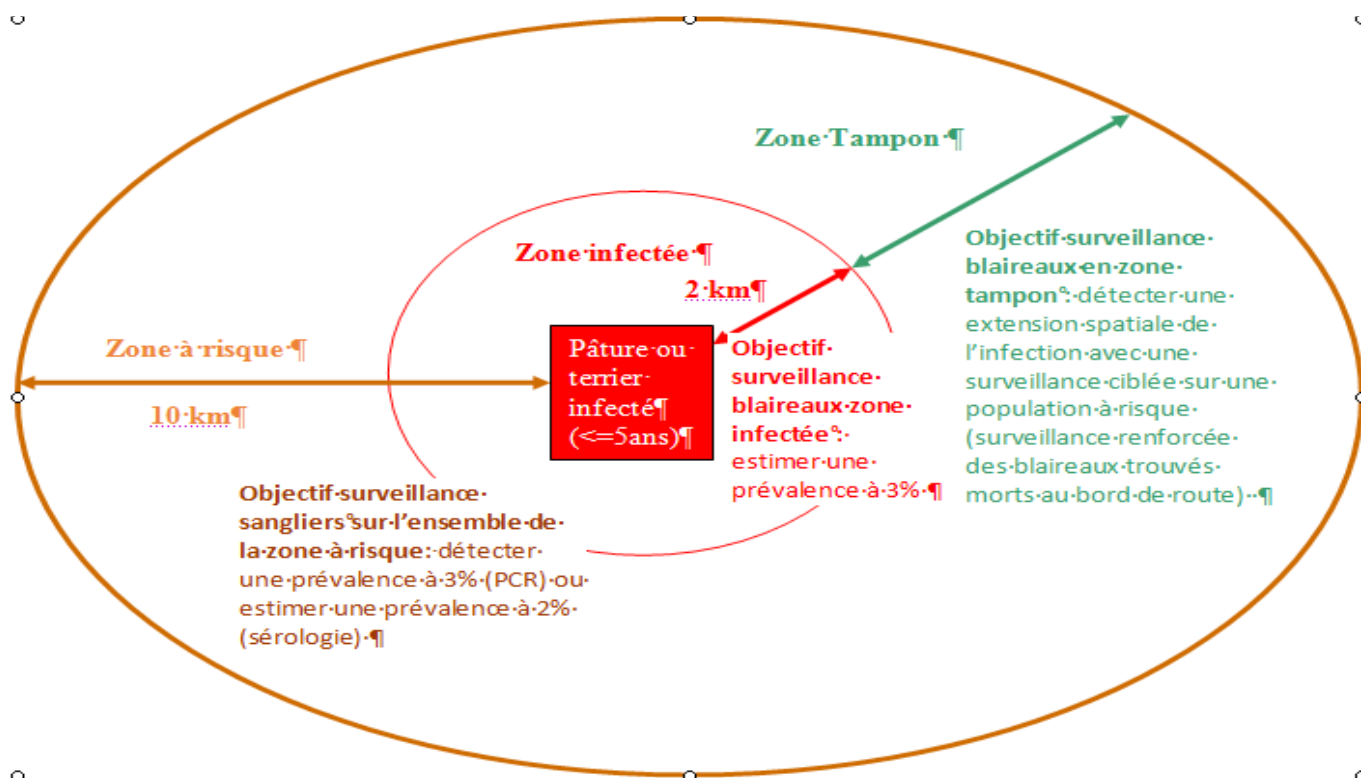 Zone·Tampon·¶
Zone·infectée·¶
2·km¶
Zone·à·risque·¶
10·km¶
Pâture·ou·
terrier·
infecté¶
(<=5ans)¶
Objectif·
surveillance·
blaireaux·zone·
infectée°:·
estimer·une·
prévalence·à·3%·¶
Objectif·surveillance·
blaireaux·en·zone·
tampon°:·détecter·une·
extension·spatiale·de·
l'infection·avec·une·
surveillance·ciblée·sur·une·
population·à·risque·
(surveillance·renforcée·
des·blaireaux·trouvés·
morts·au·bord·de·route)··¶
Objectif·surveillance·
sangliers°sur·l'ensemble·de·
la·zone·à·risque:·détecter·
une·prévalence·à·3%·(PCR)·ou·
estimer·une·prévalence·à·2%·
(sérologie)·¶